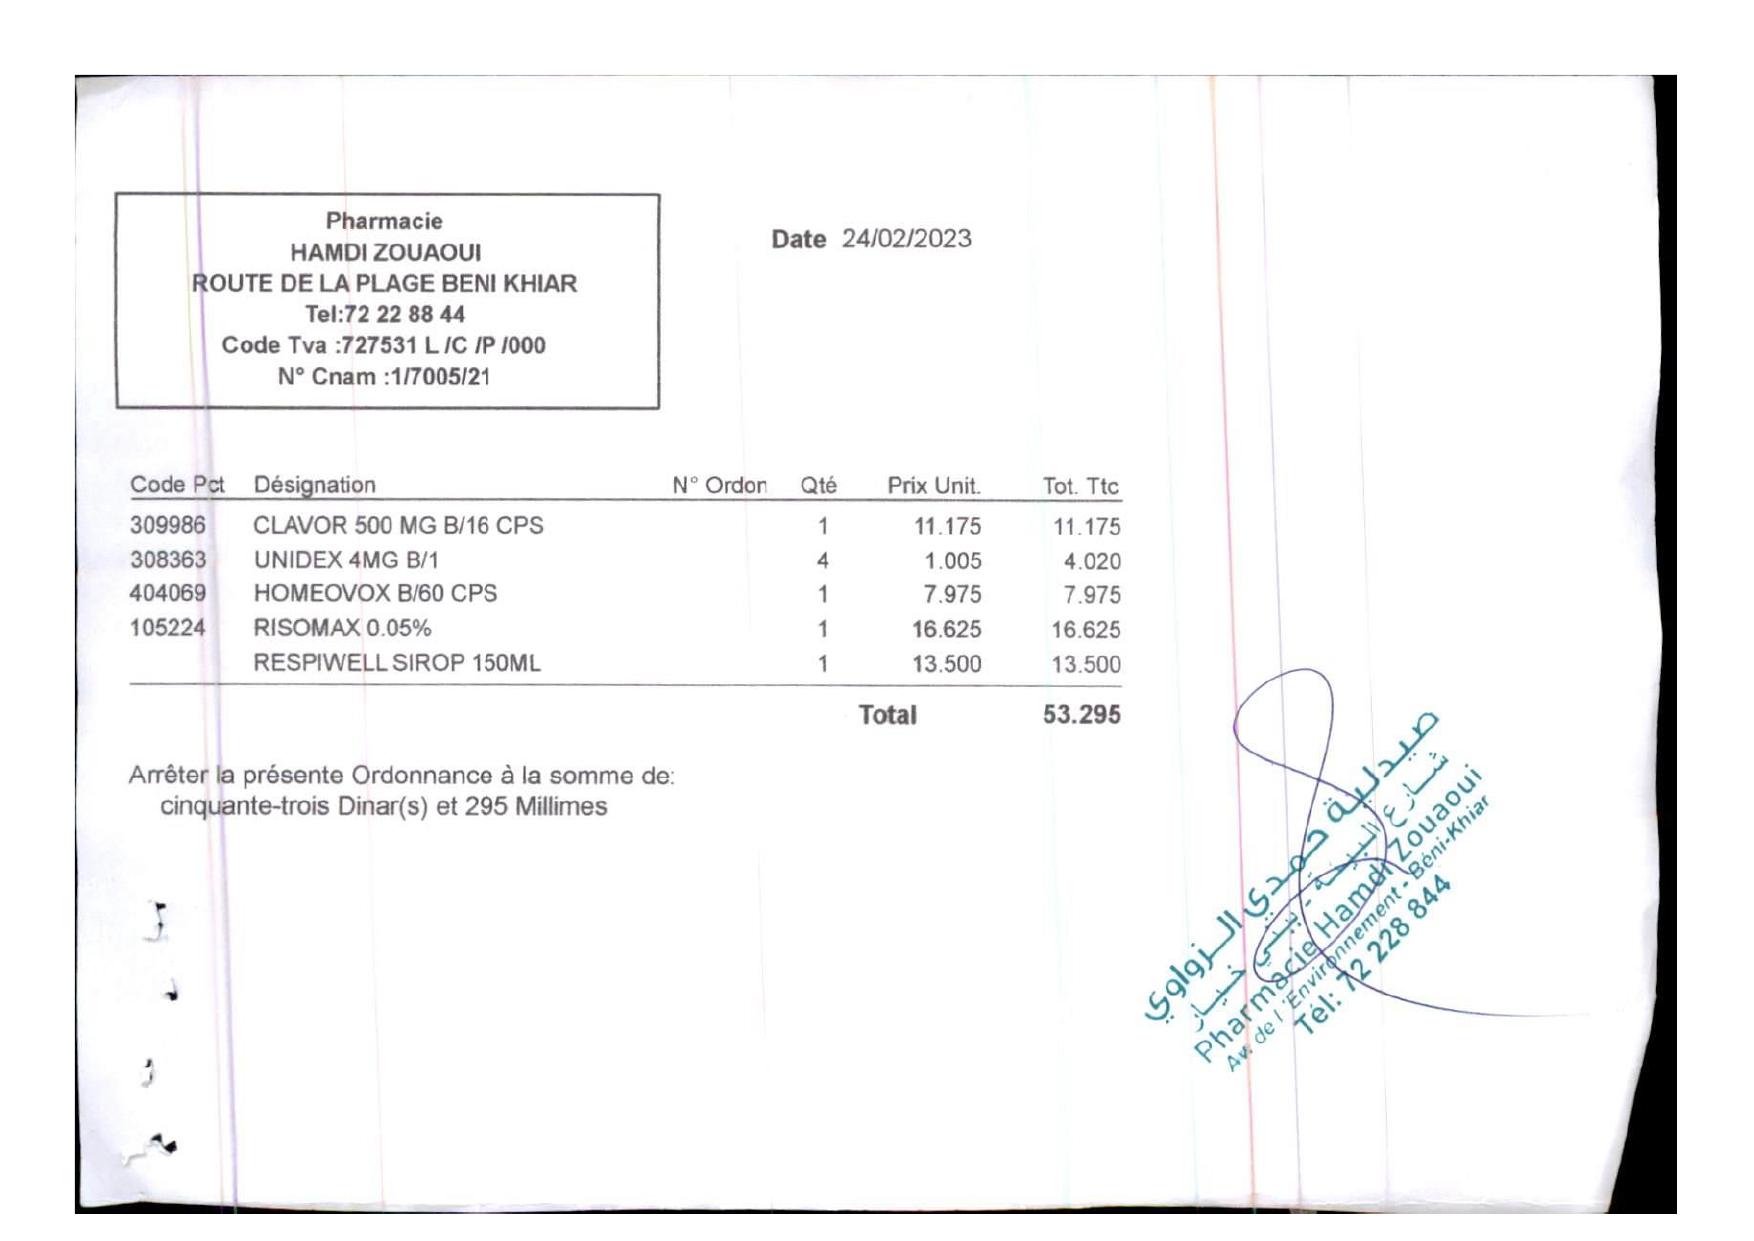 Pharmacie
HAMDI ZOUAOUI
ROUTE DE LA PLAGE BENI KHIAR
Tel:72 22 88 44
Code Tva :727531 L /C /P /000
N° Cnam :1/7005/21
Date 24/02/2023
Code Pct Désignation N° Ordon Qté Prix Unit. Tot. Ttc
309986 CLAVOR 500 MG B/16 CPS 1 11.175 11.175
308363 UNIDEX 4MG B/1 4 1.005 4.020
404069 HOMEOVOX B/60 CPS 1 7.975 7.975
105224 RISOMAX 0.05% 1 16.625 16.625
RESPIWELL SIROP 150ML 1 13.500 13.500
Total 53.295
Arrêter la présente Ordonnance à la somme de:
cinquante-trois Dinar(s) et 295 Millimes
صيدلية حمدي الزواوي
شارع البيئة - بني خيار
Pharmacie Hamdi Zouaoui
Av. de l'Environnement - Béni-Khiar
Tél: 72 228 844